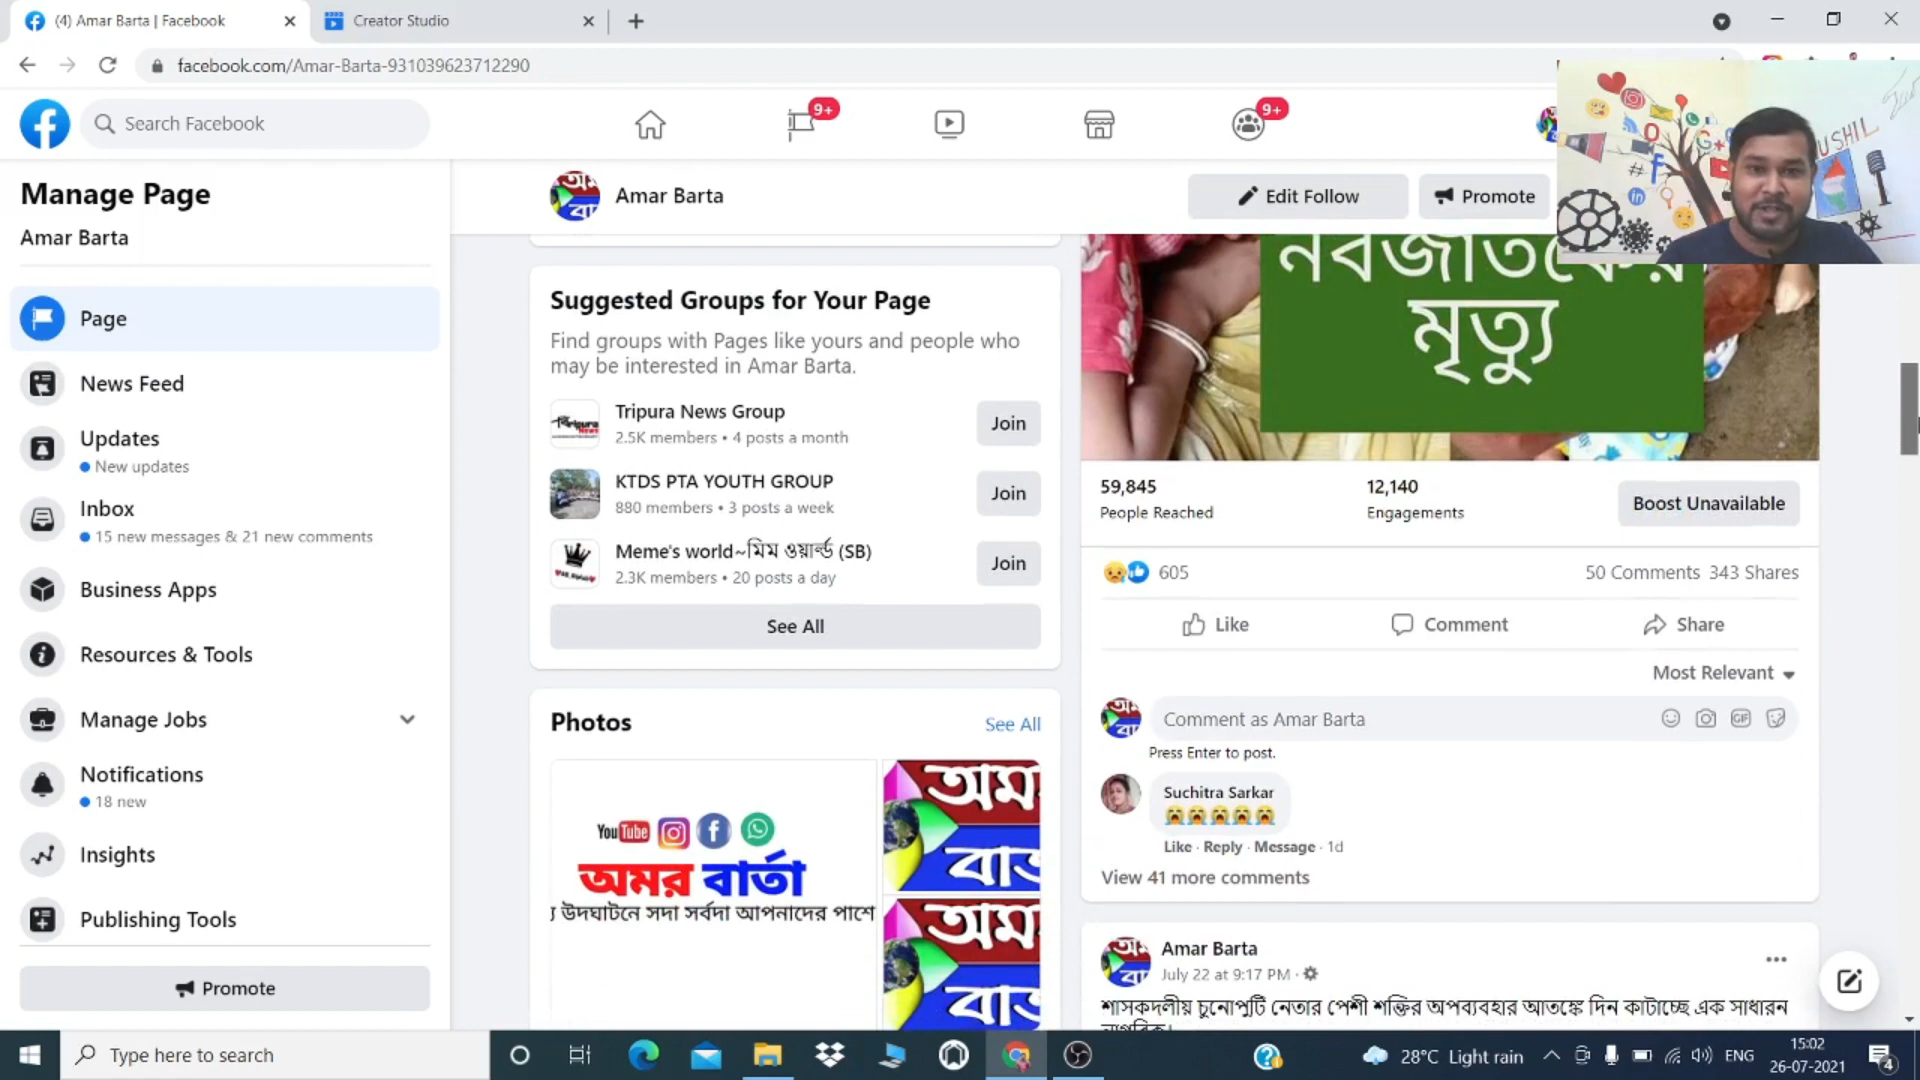 (4) Amar Barta | Facebook
Creator Studio
facebook.com/Amar-Barta-931039623712290
Search Facebook
9+
9+
USHIL
Manage Page
Amar Barta
Page
News Feed
Updates
New updates
Inbox
15 new messages & 21 new comments
Business Apps
Resources & Tools
Manage Jobs
Notifications
18 new
Insights
Publishing Tools
Promote
Amar Barta
Edit Follow
Promote
Suggested Groups for Your Page
Find groups with Pages like yours and people who
may be interested in Amar Barta.
Tripura News Group
2.5K members • 4 posts a month
Join
KTDS PTA YOUTH GROUP
880 members • 3 posts a week
Join
Meme's world~মিম ওয়ার্ল্ড (SB)
2.3K members • 20 posts a day
Join
See All
Photos
See All
YouTube
অমর বার্তা
উদঘাটনে সদা সর্বদা আপনাদের পাশে
নবজাতকের
মৃত্যু
59,845
People Reached
12,140
Engagements
Boost Unavailable
605
50 Comments 343 Shares
Like
Comment
Share
Most Relevant
Comment as Amar Barta
GIF
Press Enter to post.
Suchitra Sarkar
😭😭😭😭😭
Like · Reply · Message · 1d
View 41 more comments
Amar Barta
July 22 at 9:17 PM ·
শাসকদলীয় চুনোপুটি নেতার পেশী শক্তির অপব্যবহার আতঙ্কে দিন কাটাচ্ছে এক সাধারন
Type here to search
28°C Light rain
ENG
15:02
26-07-2021
4